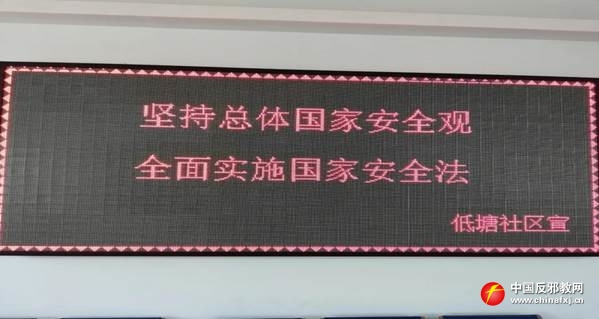 坚持总体国家安全观
全面实施国家安全法
低塘社区宣
中国反邪教网
www.chinafxj.cn